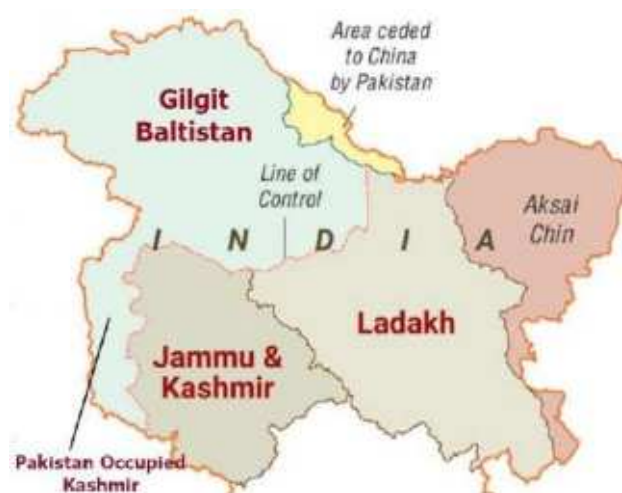 Area ceded
to China
by Pakistan
Gilgit
Baltistan
Line of
Control
Aksai
Chin
I N D I A
Ladakh
Jammu &
Kashmir
Pakistan Occupied
Kashmir